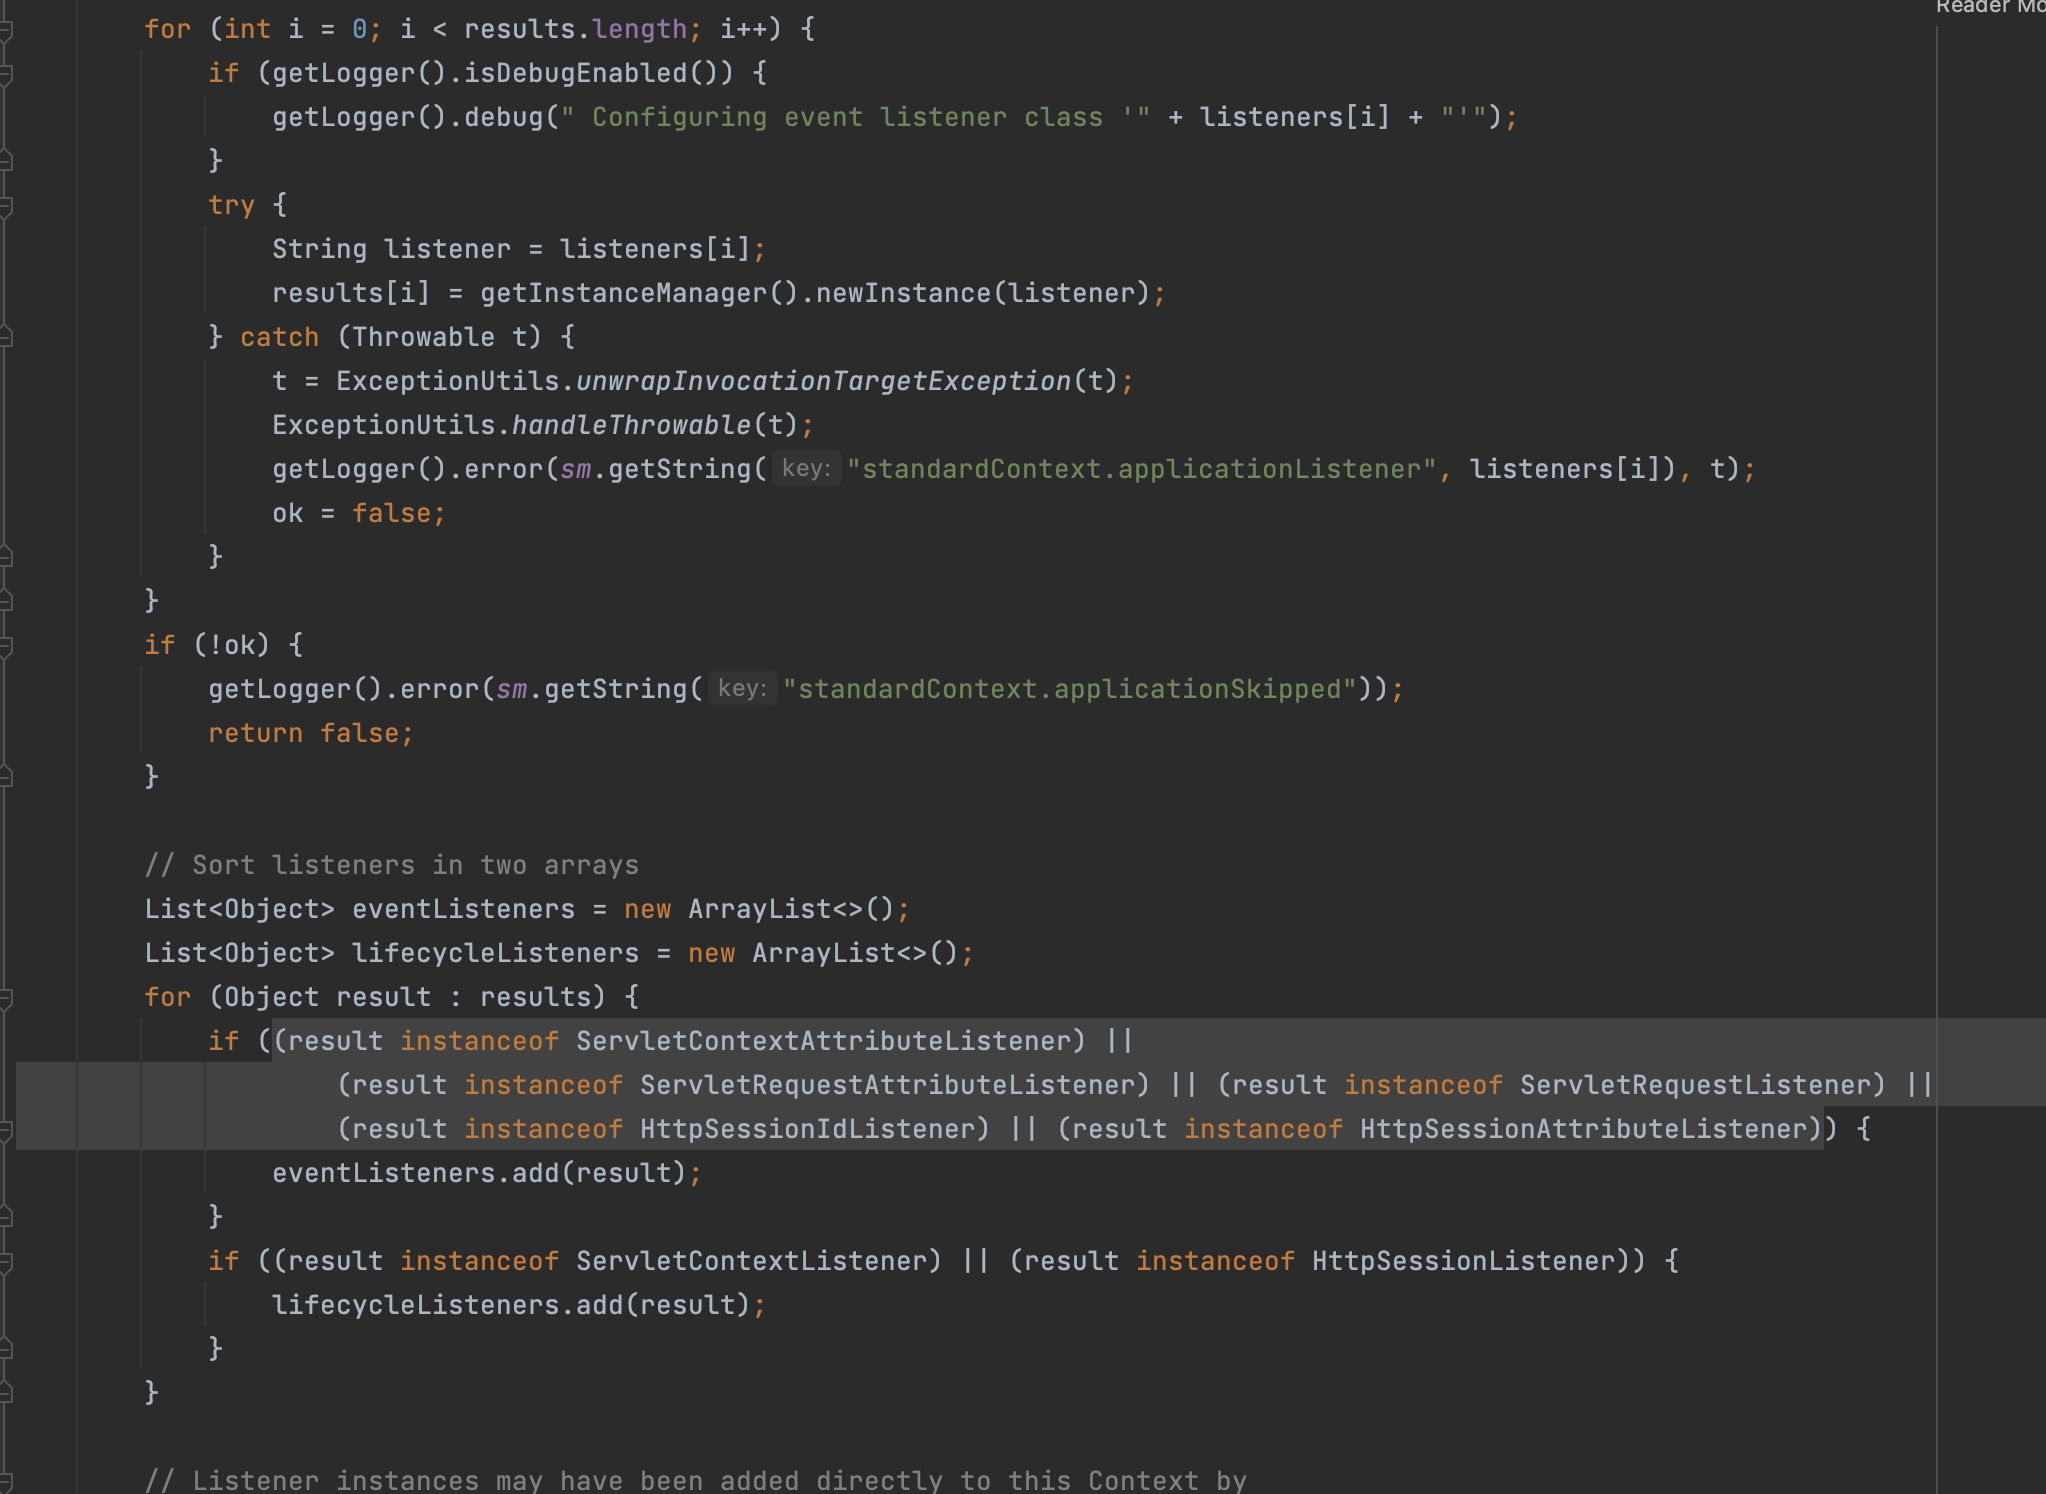 Reader Mo
for (int i = 0; i < results.length; i++) {
if (getLogger().isDebugEnabled()) {
getLogger().debug(" Configuring event listener class '" + listeners[i] + "'");
}
try {
String listener = listeners[i];
results[i] = getInstanceManager().newInstance(listener);
} catch (Throwable t) {
t = ExceptionUtils.unwrapInvocationTargetException(t);
ExceptionUtils.handleThrowable(t);
getLogger().error(sm.getString( key: "standardContext.applicationListener", listeners[i]), t);
ok = false;
}
}
if (!ok) {
getLogger().error(sm.getString( key: "standardContext.applicationSkipped"));
return false;
}
// Sort listeners in two arrays
List<Object> eventListeners = new ArrayList<>();
List<Object> lifecycleListeners = new ArrayList<>();
for (Object result : results) {
if ((result instanceof ServletContextAttributeListener) ||
(result instanceof ServletRequestAttributeListener) || (result instanceof ServletRequestListener) ||
(result instanceof HttpSessionIdListener) || (result instanceof HttpSessionAttributeListener)) {
eventListeners.add(result);
}
if ((result instanceof ServletContextListener) || (result instanceof HttpSessionListener)) {
lifecycleListeners.add(result);
}
}
// Listener instances may have been added directly to this Context by